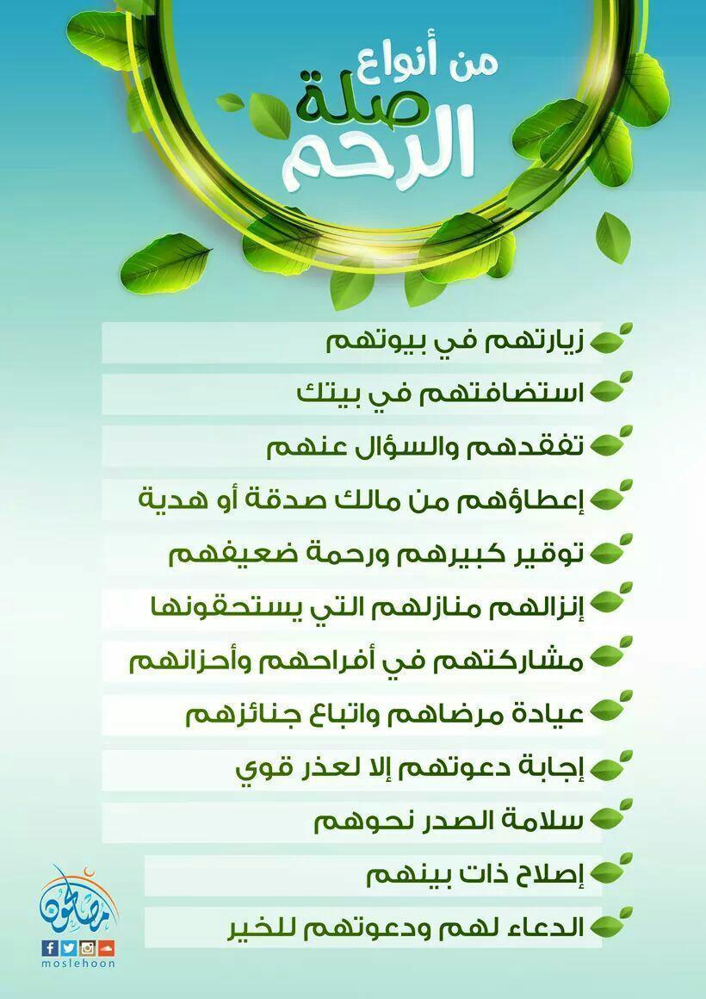 من أنواع
صلة
الرحم
زيارتهم في بيوتهم
استضافتهم في بيتك
تفقدهم والسؤال عنهم
إعطاؤهم من مالك صدقة أو هدية
توقير كبيرهم ورحمة ضعيفهم
إنزالهم منازلهم التي يستحقونها
مشاركتهم في أفراحهم وأحزانهم
عيادة مرضاهم واتباع جنائزهم
إجابة دعوتهم إلا لعذر قوي
سلامة الصدر نحوهم
إصلاح ذات بينهم
الدعاء لهم ودعوتهم للخير
مصلحون
moslehoon